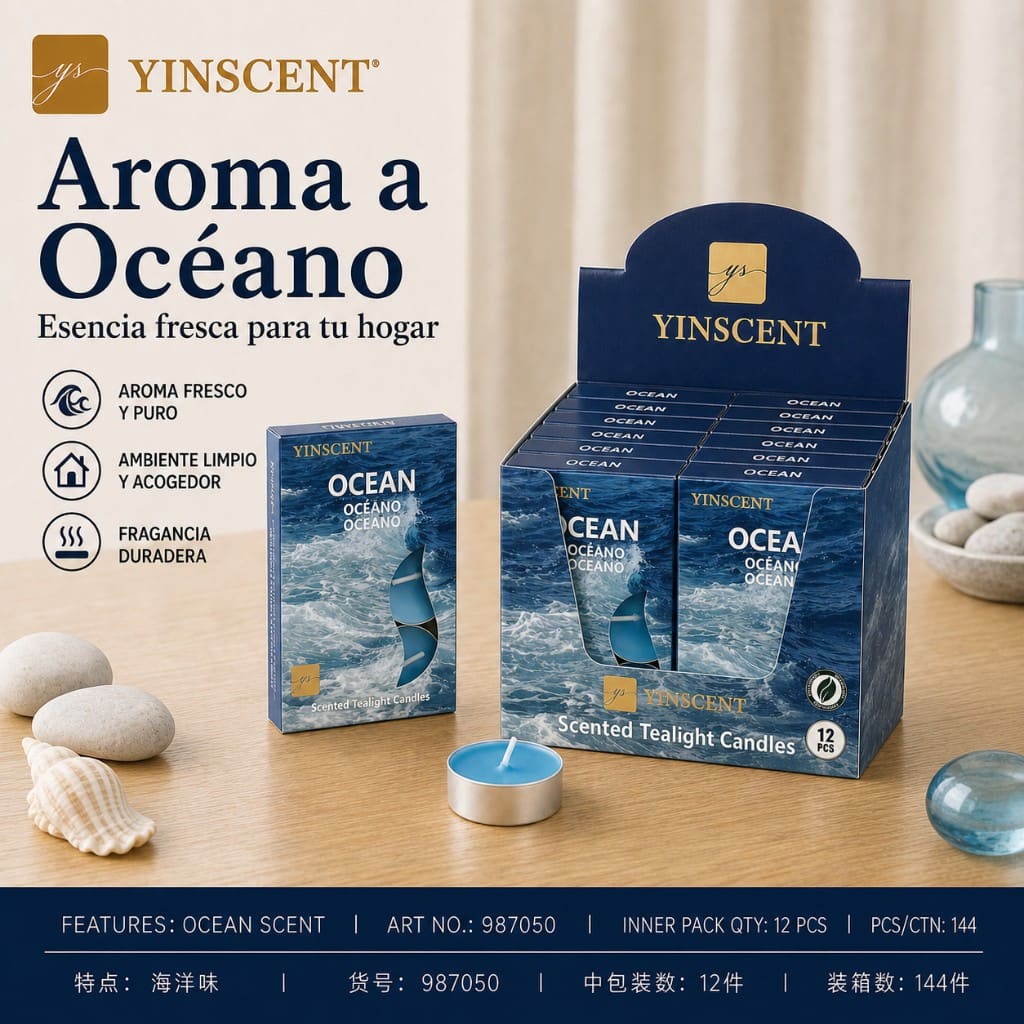 ys YINSCENT®
Aroma a
Océano
Esencia fresca para tu hogar
AROMA FRESCO
Y PURO
AMBIENTE LIMPIO
Y ACOGEDOR
FRAGANCIA
DURADERA
YINSCENT
OCEAN
OCÉANO
OCEANO
ys
Scented Tealight Candles
ys
YINSCENT
OCEAN
OCEAN
OCEAN
OCEAN
OCEAN
OCEAN
OCEAN
OCEAN
OCEAN
OCEAN
OCEAN
OCEAN
ENT
CEAN
OCÉANO
OCEANO
YINSCENT
OCEA
OCÉANO
OCEAN
ys YINSCENT
Scented Tealight Candles
12
PCS
FEATURES: OCEAN SCENT | ART NO.: 987050 | INNER PACK QTY: 12 PCS | PCS/CTN: 144
特点： 海洋味 | 货号： 987050 | 中包装数: 12件 | 装箱数: 144件